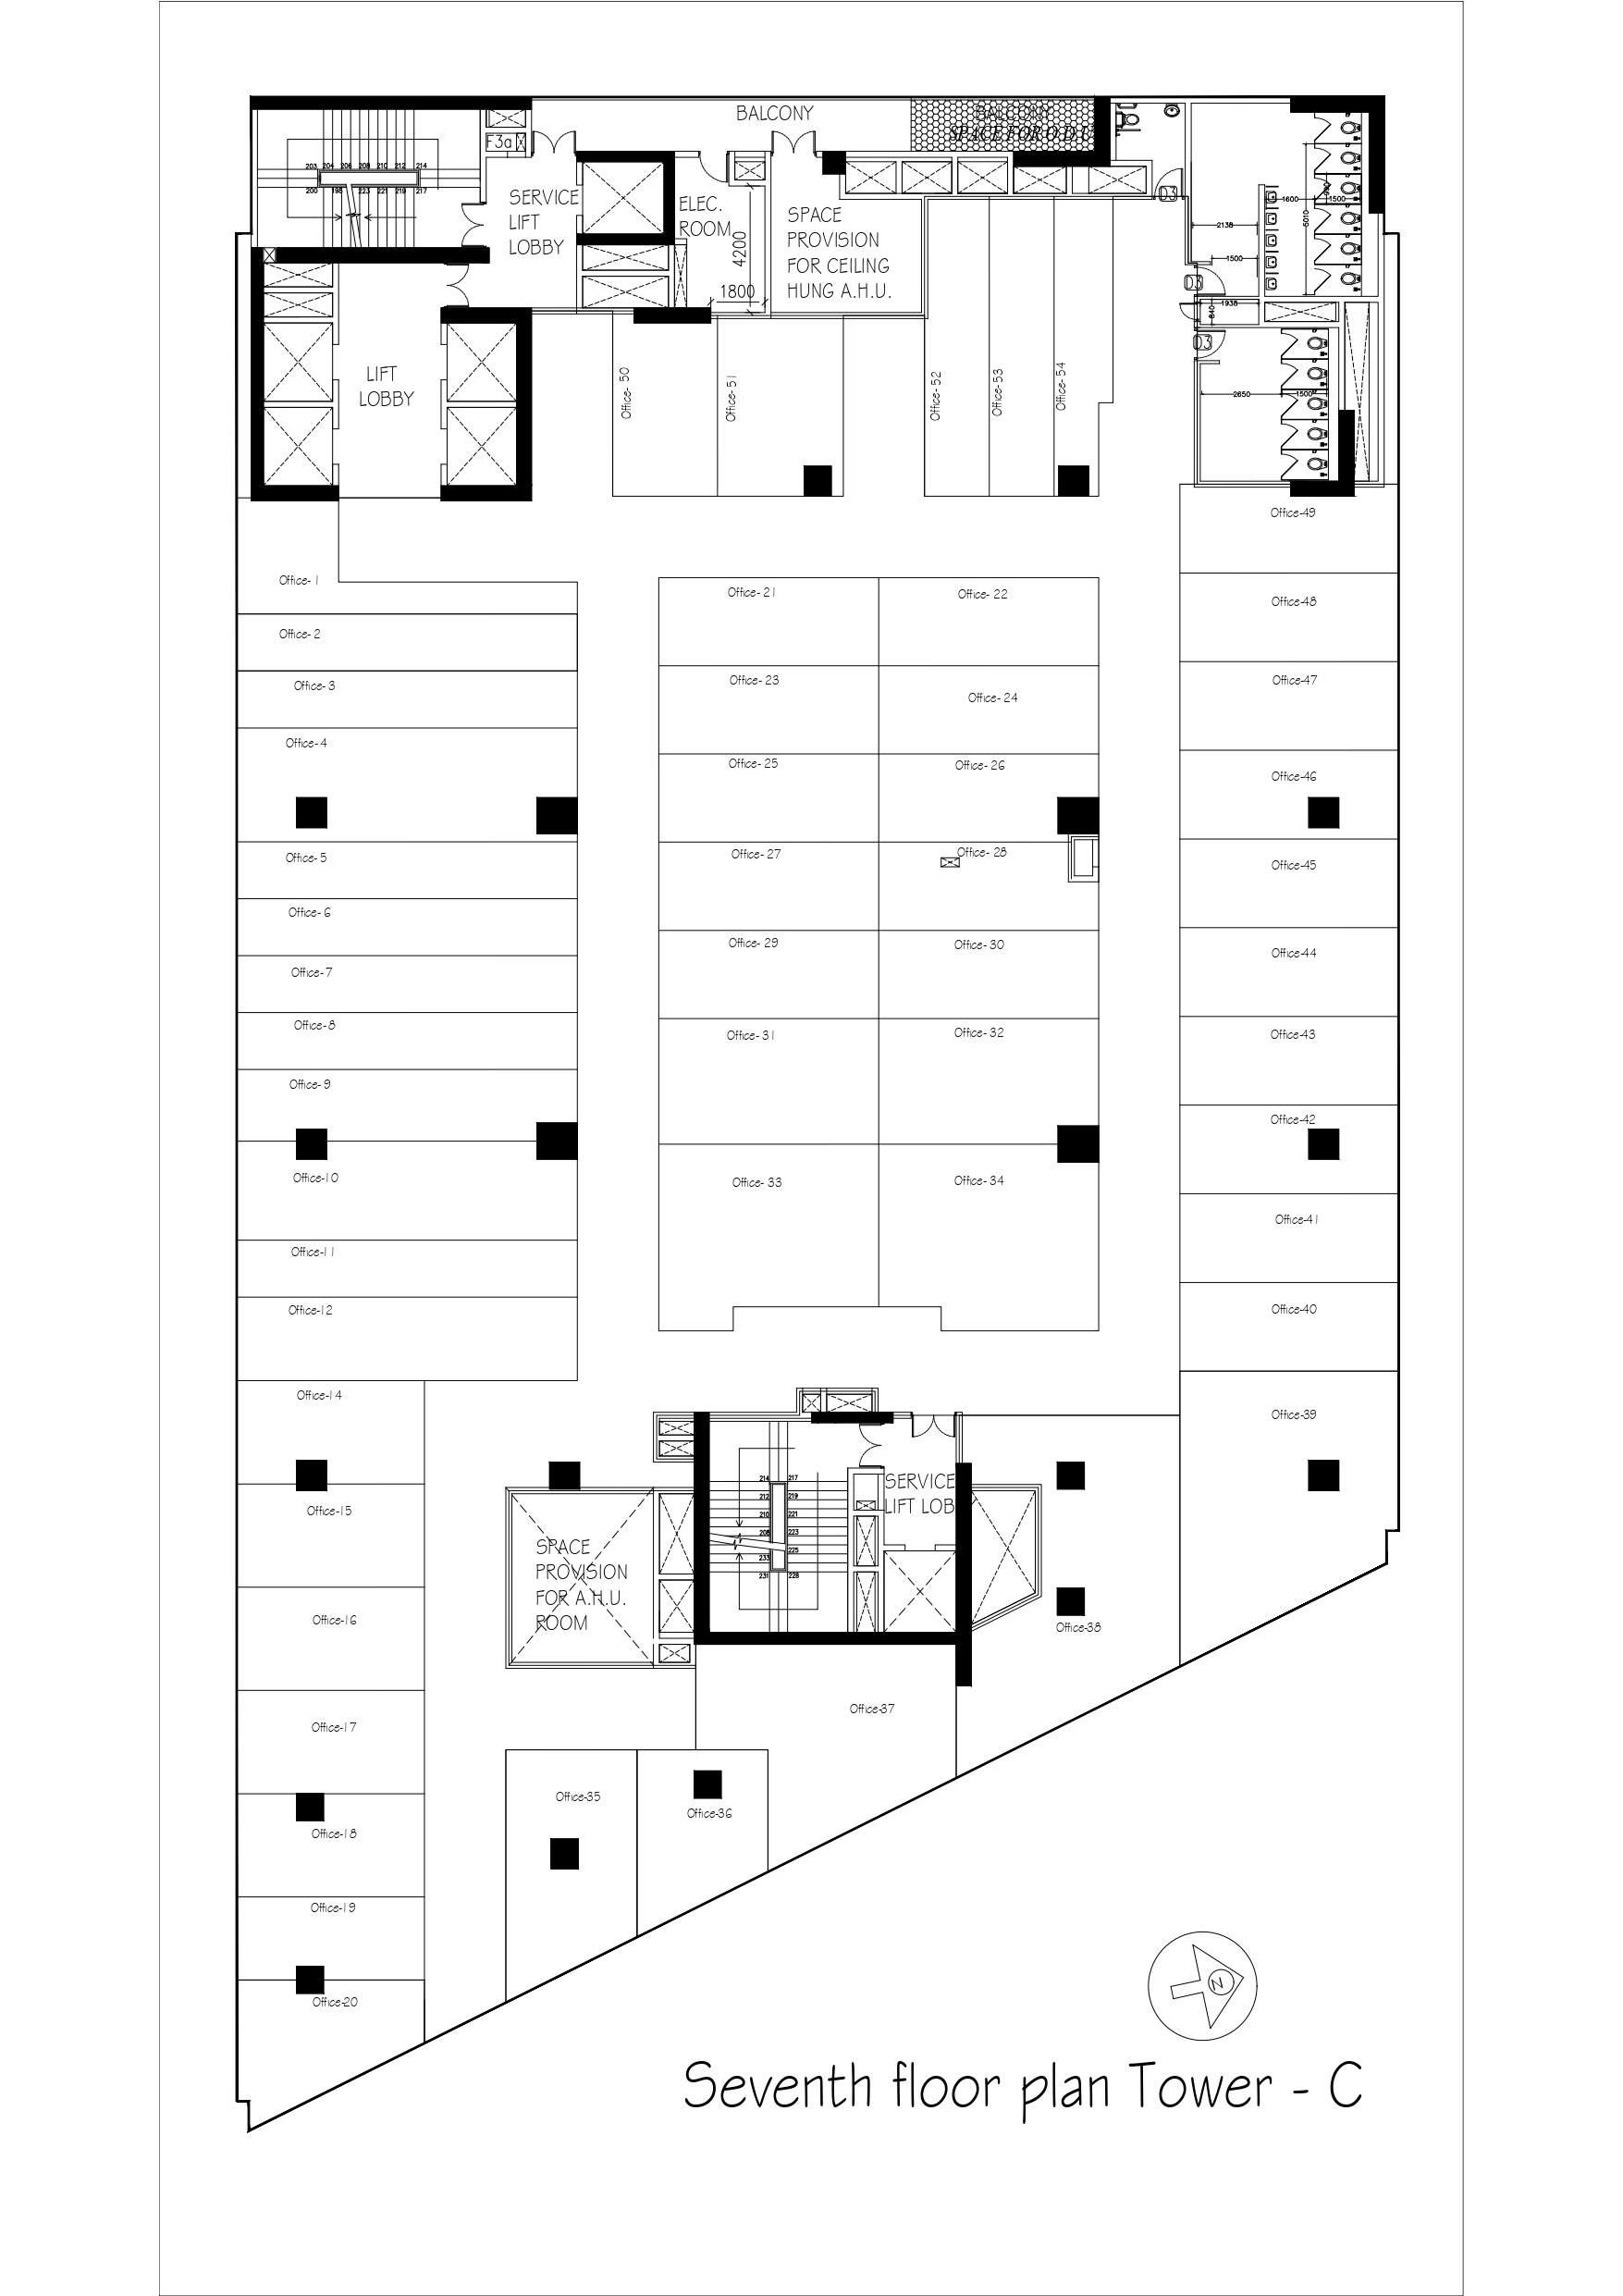 BALCONY
BALCONY
SPACE FOR O.D.U
F3a
203 204 206 208 210 212 214
200 198 223 221 219 217
SERVICE
LIFT
LOBBY
ELEC.
ROOM
4200
1800
SPACE
PROVISION
FOR CEILING
HUNG A.H.U.
D3
2138
1500
1600
900
1500
5010
D3
1938
840
D3
2650
1500
LIFT
LOBBY
Office- 50
Office- 51
Office- 52
Office- 53
Office- 54
Office-49
Office- 1
Office- 21
Office- 22
Office-48
Office- 2
Office- 3
Office- 23
Office- 24
Office-47
Office- 4
Office- 25
Office- 26
Office-46
Office- 5
Office- 27
Office- 28
Office-45
Office- 6
Office- 29
Office- 30
Office-44
Office- 7
Office- 8
Office- 31
Office- 32
Office-43
Office- 9
Office-42
Office-10
Office- 33
Office- 34
Office-41
Office-11
Office-12
Office-40
Office-14
Office-39
214 217
212 219
210 221
208 223
225
233
231 228
SERVICE
LIFT LOB
Office-15
SPACE
PROVISION
FOR A.H.U.
ROOM
Office-16
Office-38
Office-17
Office-37
Office-35
Office-36
Office-18
Office-19
Office-20
N
Seventh floor plan Tower - C